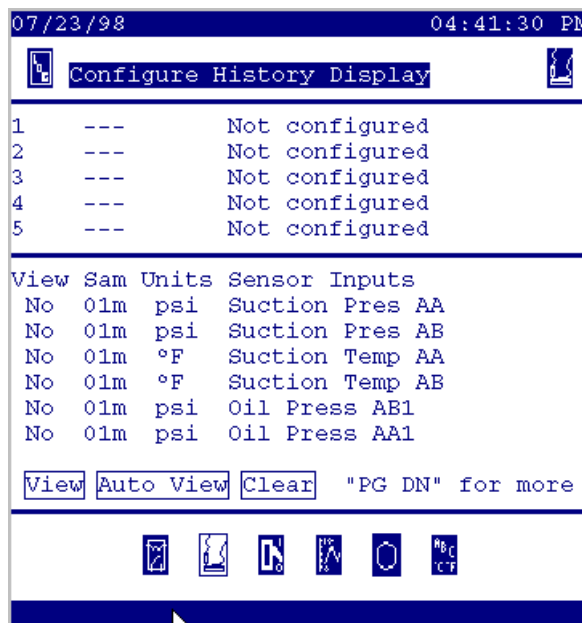 07/23/98 04:41:30 PM
Configure History Display
1 --- Not configured
2 --- Not configured
3 --- Not configured
4 --- Not configured
5 --- Not configured
View Sam Units Sensor Inputs
No 01m psi Suction Pres AA
No 01m psi Suction Pres AB
No 01m °F Suction Temp AA
No 01m °F Suction Temp AB
No 01m psi Oil Press AB1
No 01m psi Oil Press AA1
View Auto View Clear "PG DN" for more